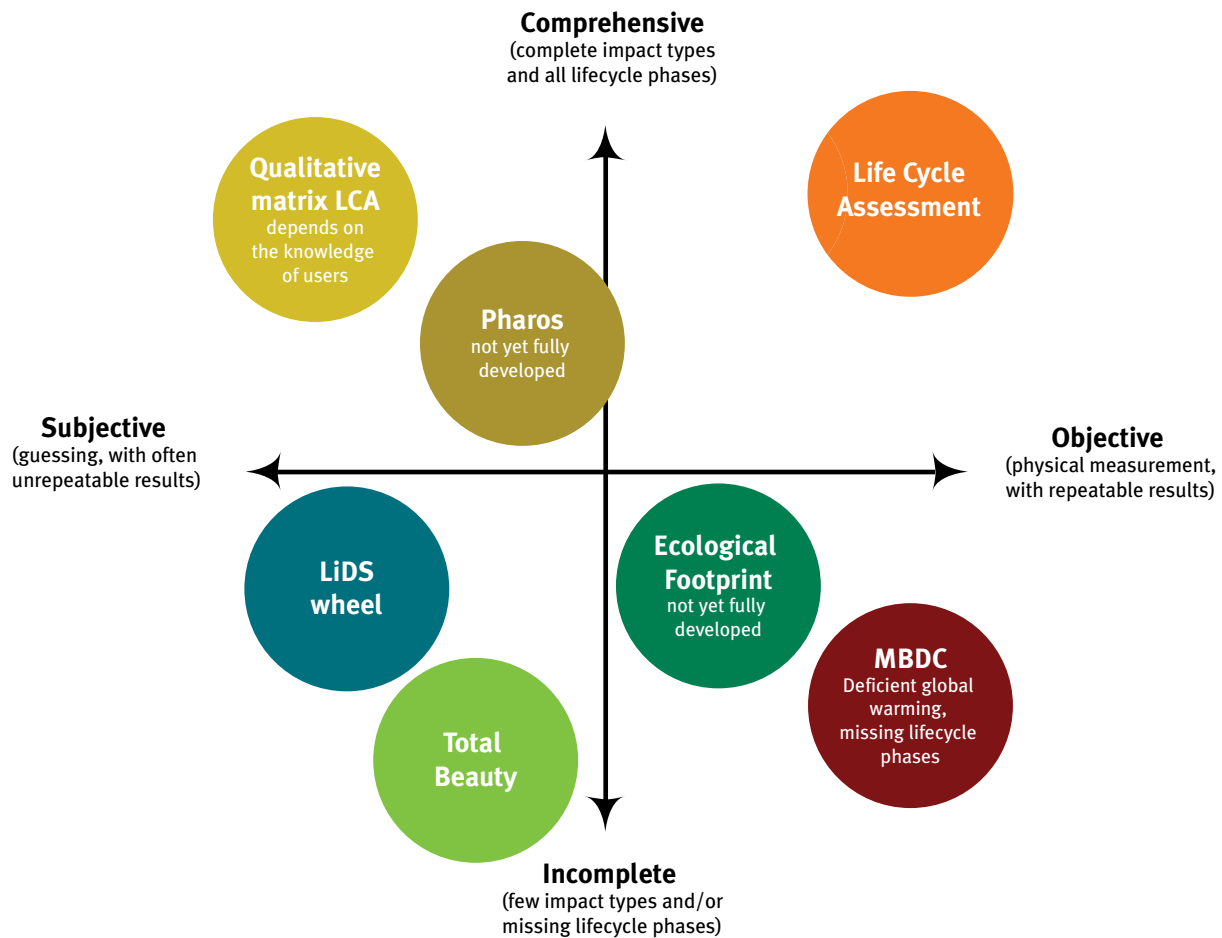 Comprehensive
(complete impact types
and all lifecycle phases)
Qualitative
matrix LCA
depends on
the knowledge
of users
Life Cycle
Assessment
Pharos
not yet fully
developed
Subjective
(guessing, with often
unrepeatable results)
Objective
(physical measurement,
with repeatable results)
LiDS
wheel
Ecological
Footprint
not yet fully
developed
MBDC
Deficient global
warming,
missing lifecycle
phases
Total
Beauty
Incomplete
(few impact types and/or
missing lifecycle phases)